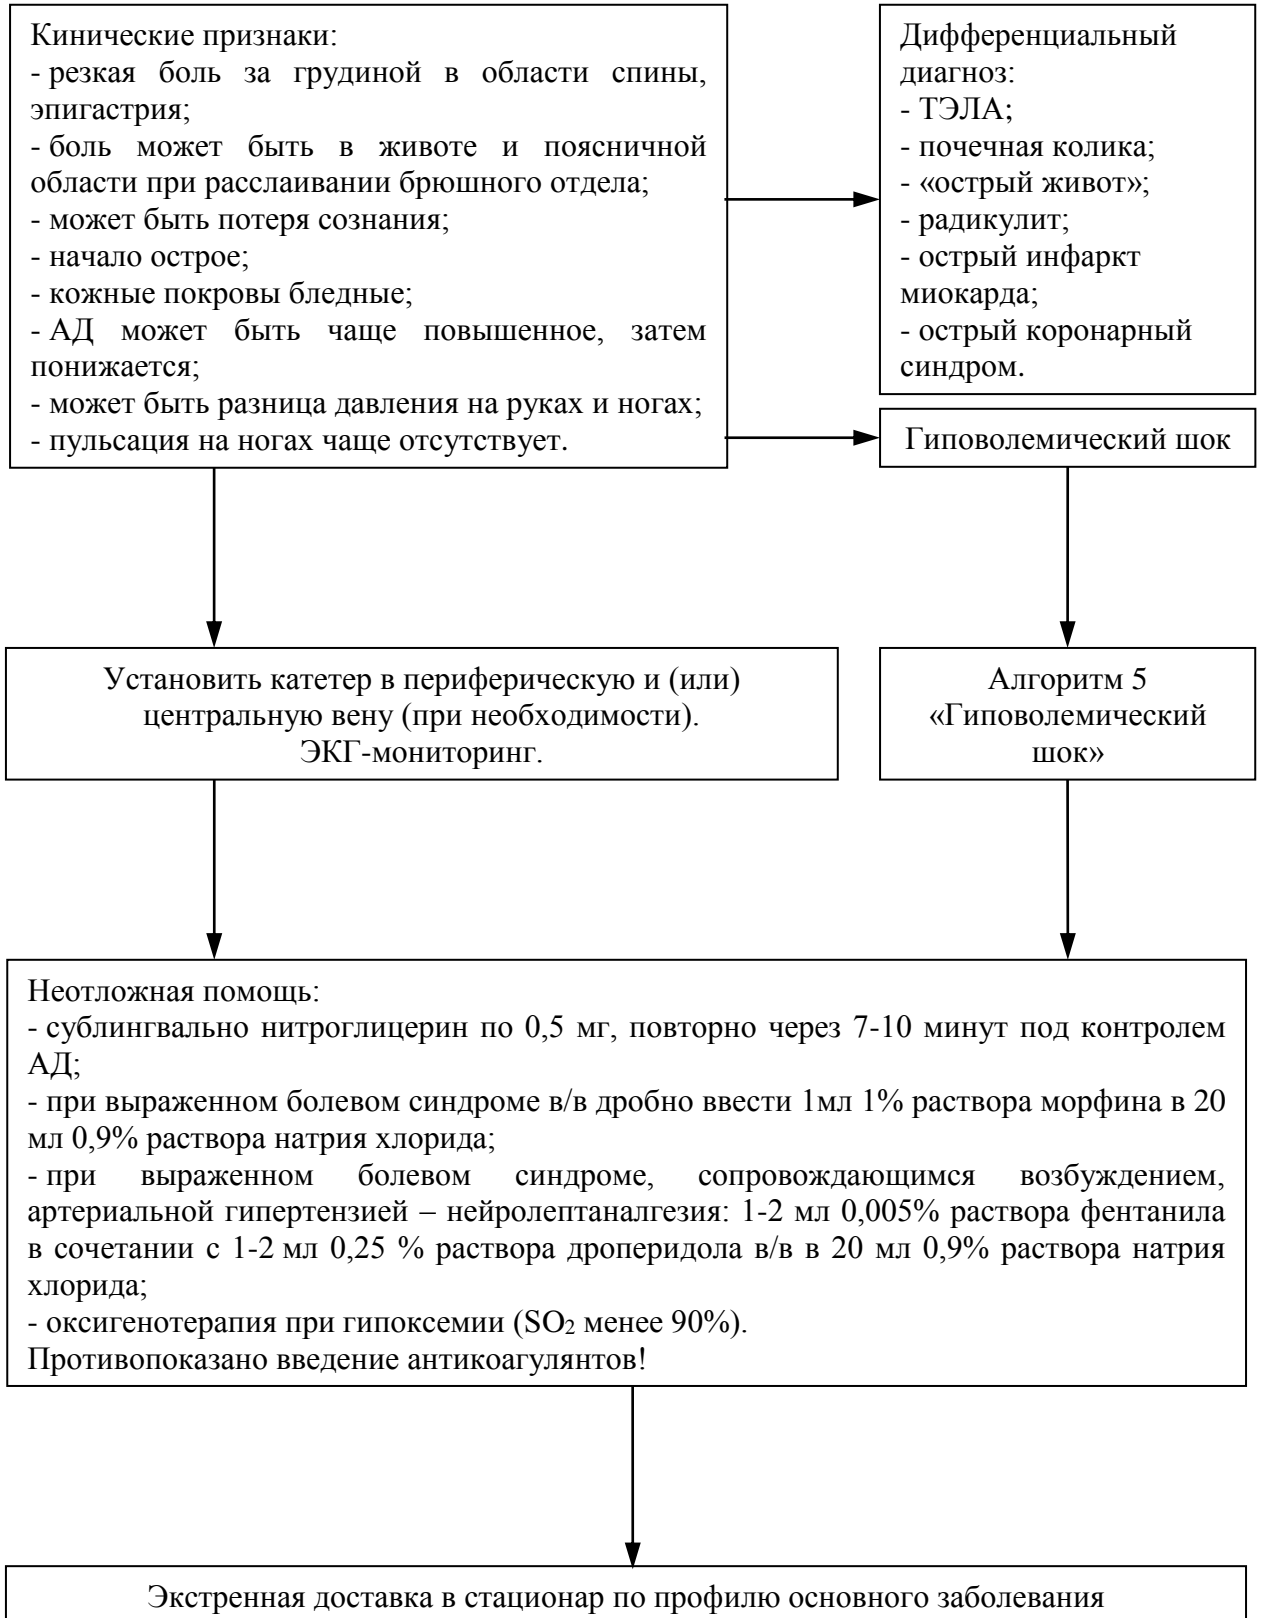 Кинические признаки:
- резкая боль за грудиной в области спины,
эпигастрия;
- боль может быть в животе и поясничной
области при расслаивании брюшного отдела;
- может быть потеря сознания;
- начало острое;
- кожные покровы бледные;
- АД может быть чаще повышенное, затем
понижается;
- может быть разница давления на руках и ногах;
- пульсация на ногах чаще отсутствует.
Дифференциальный
диагноз:
- ТЭЛА;
- почечная колика;
- «острый живот»;
- радикулит;
- острый инфаркт
миокарда;
- острый коронарный
синдром.
Гиповолемический шок
Установить катетер в периферическую и (или)
центральную вену (при необходимости).
ЭКГ-мониторинг.
Алгоритм 5
«Гиповолемический
шок»
Неотложная помощь:
- сублингвально нитроглицерин по 0,5 мг, повторно через 7-10 минут под контролем
АД;
- при выраженном болевом синдроме в/в дробно ввести 1мл 1% раствора морфина в 20
мл 0,9% раствора натрия хлорида;
- при выраженном болевом синдроме, сопровождающимся возбуждением,
артериальной гипертензией – нейролептаналгезия: 1-2 мл 0,005% раствора фентанила
в сочетании с 1-2 мл 0,25 % раствора дроперидола в/в в 20 мл 0,9% раствора натрия
хлорида;
- оксигенотерапия при гипоксемии (SO₂ менее 90%).
Противопоказано введение антикоагулянтов!
Экстренная доставка в стационар по профилю основного заболевания